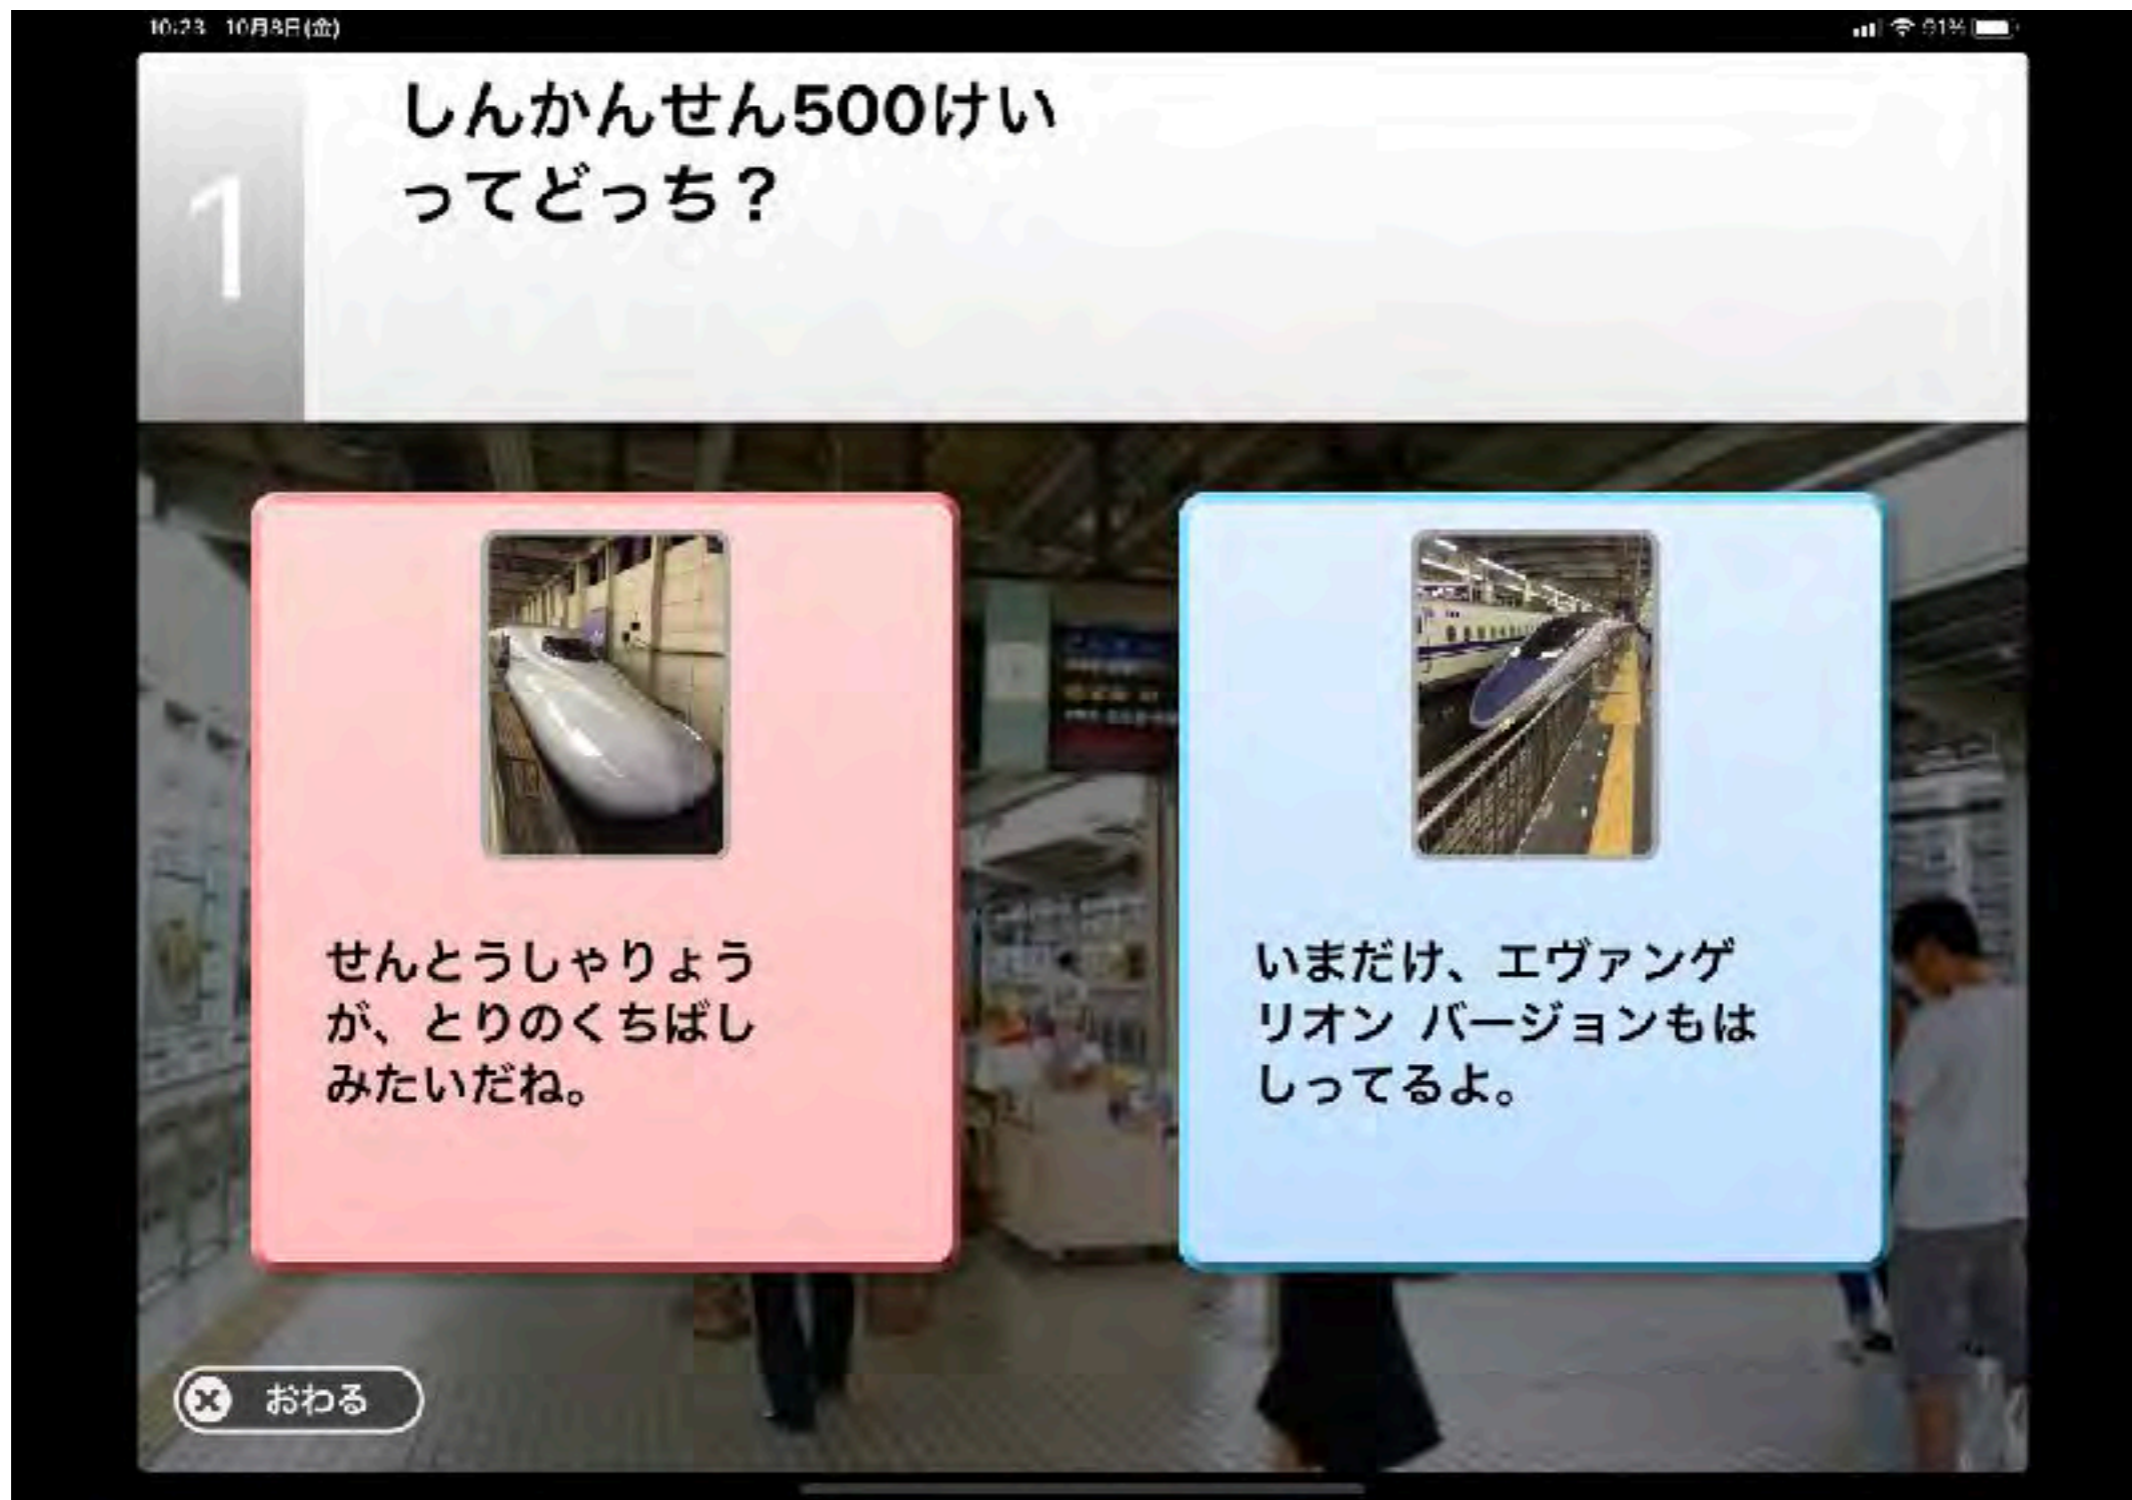 10:23 10月8日(金)
91%
1
しんかんせん500けい
ってどっち？
せんとうしゃりょう
が、とりのくちばし
みたいだね。
いまだけ、エヴァンゲ
リオン バージョンもは
しってるよ。
おわる